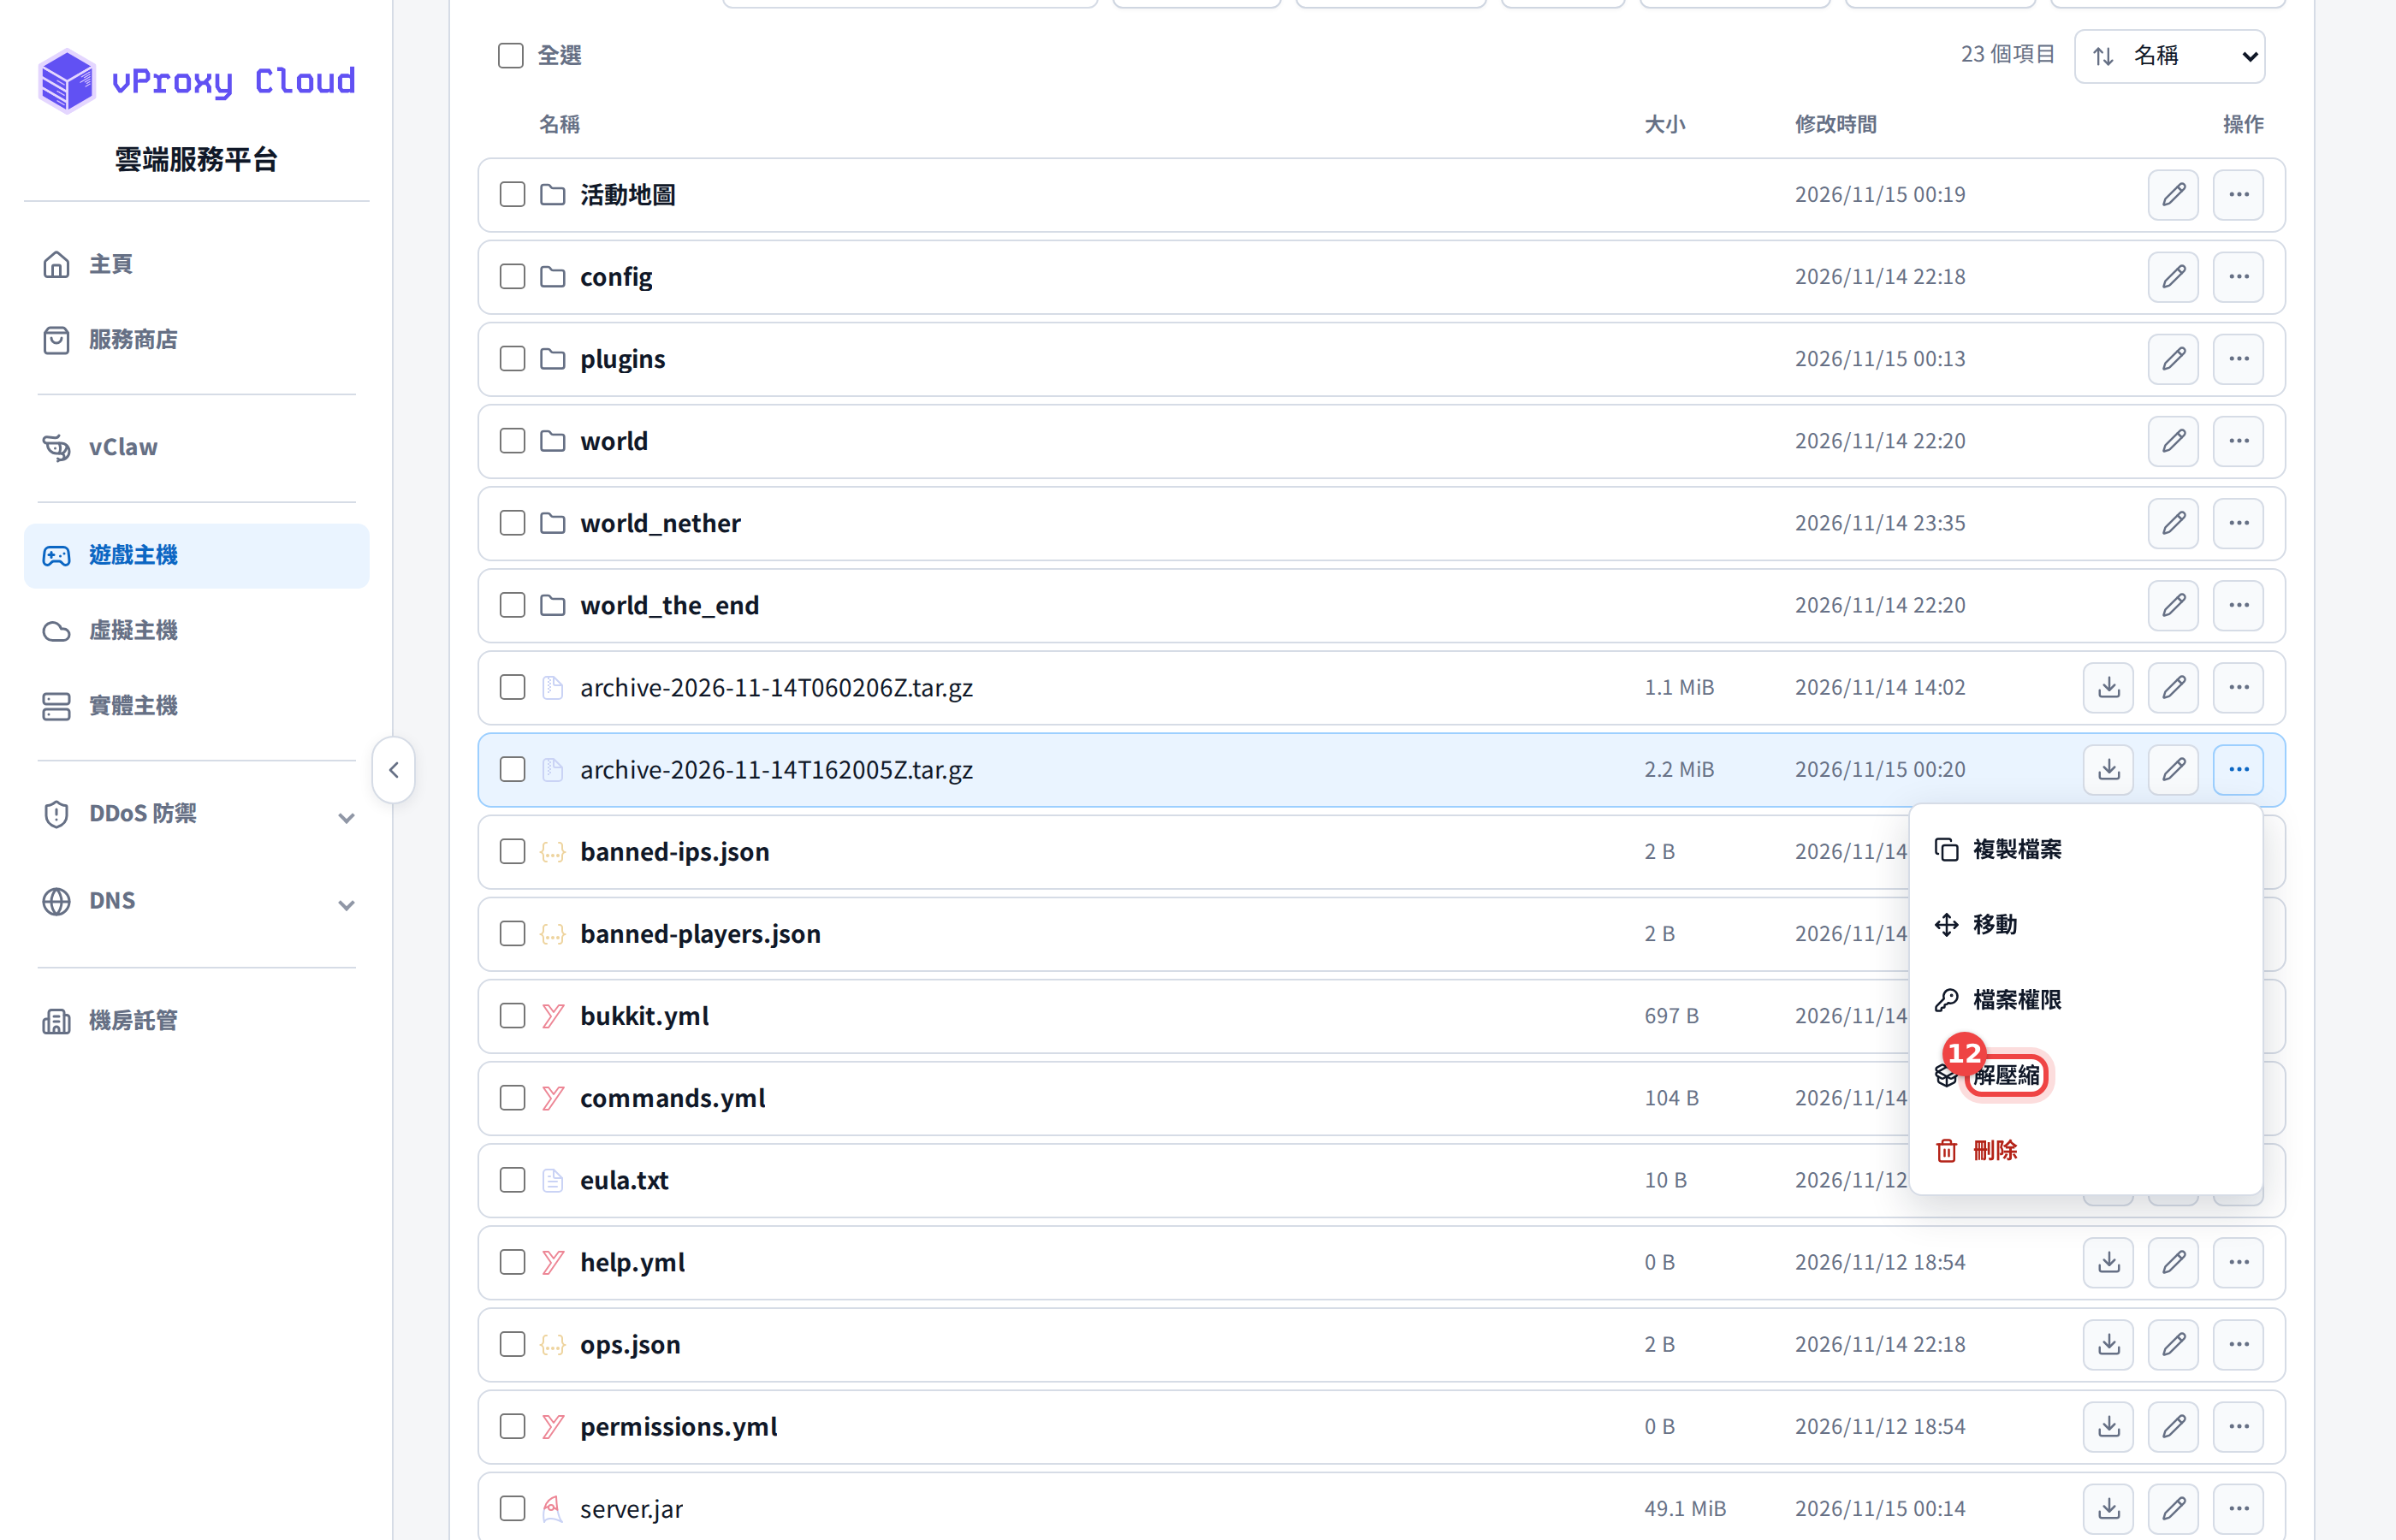 vProxy Cloud
雲端服務平台
主頁
服務商店
vClaw
遊戲主機
虛擬主機
實體主機
DDoS 防禦
DNS
機房託管
全選
23 個項目
名稱
名稱 大小 修改時間 操作
活動地圖 2026/11/15 00:19
config 2026/11/14 22:18
plugins 2026/11/15 00:13
world 2026/11/14 22:20
world_nether 2026/11/14 23:35
world_the_end 2026/11/14 22:20
archive-2026-11-14T060206Z.tar.gz 1.1 MiB 2026/11/14 14:02
archive-2026-11-14T162005Z.tar.gz 2.2 MiB 2026/11/15 00:20
banned-ips.json 2 B 2026/11/14
banned-players.json 2 B 2026/11/14
bukkit.yml 697 B 2026/11/14
commands.yml 104 B 2026/11/14
eula.txt 10 B 2026/11/12
help.yml 0 B 2026/11/12 18:54
ops.json 2 B 2026/11/14 22:18
permissions.yml 0 B 2026/11/12 18:54
server.jar 49.1 MiB 2026/11/15 00:14
複製檔案
移動
檔案權限
12
解壓縮
刪除